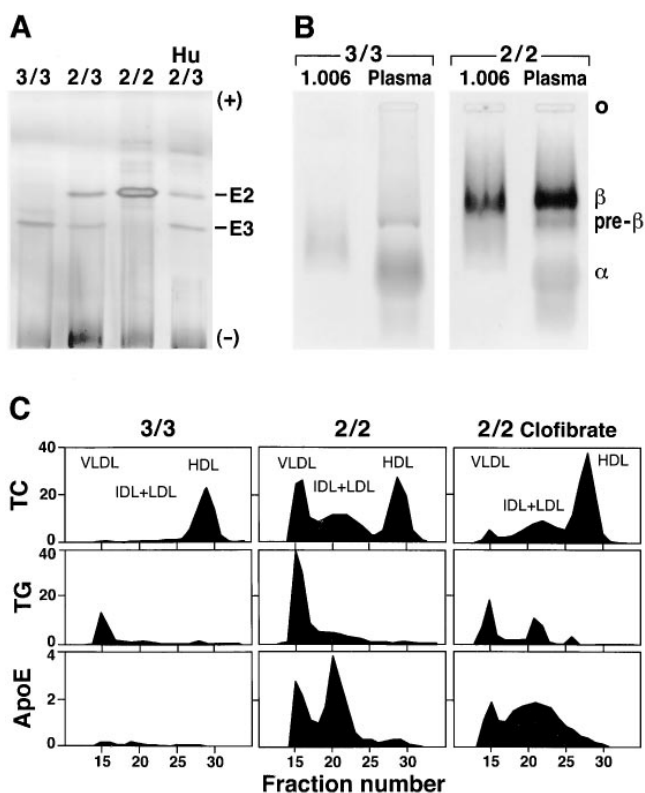 A
Hu
3/3 2/3 2/2 2/3
(+)
E2
E3
(-)
B
3/3 2/2
1.006 Plasma 1.006 Plasma
o
β
pre-β
α
C
3/3 2/2 2/2 Clofibrate
TC
40
20
0
VLDL HDL
IDL+LDL
VLDL HDL
IDL+LDL
VLDL HDL
IDL+LDL
TG
40
20
0
ApoE
4
2
0
15 20 25 30 15 20 25 30 15 20 25 30
Fraction number